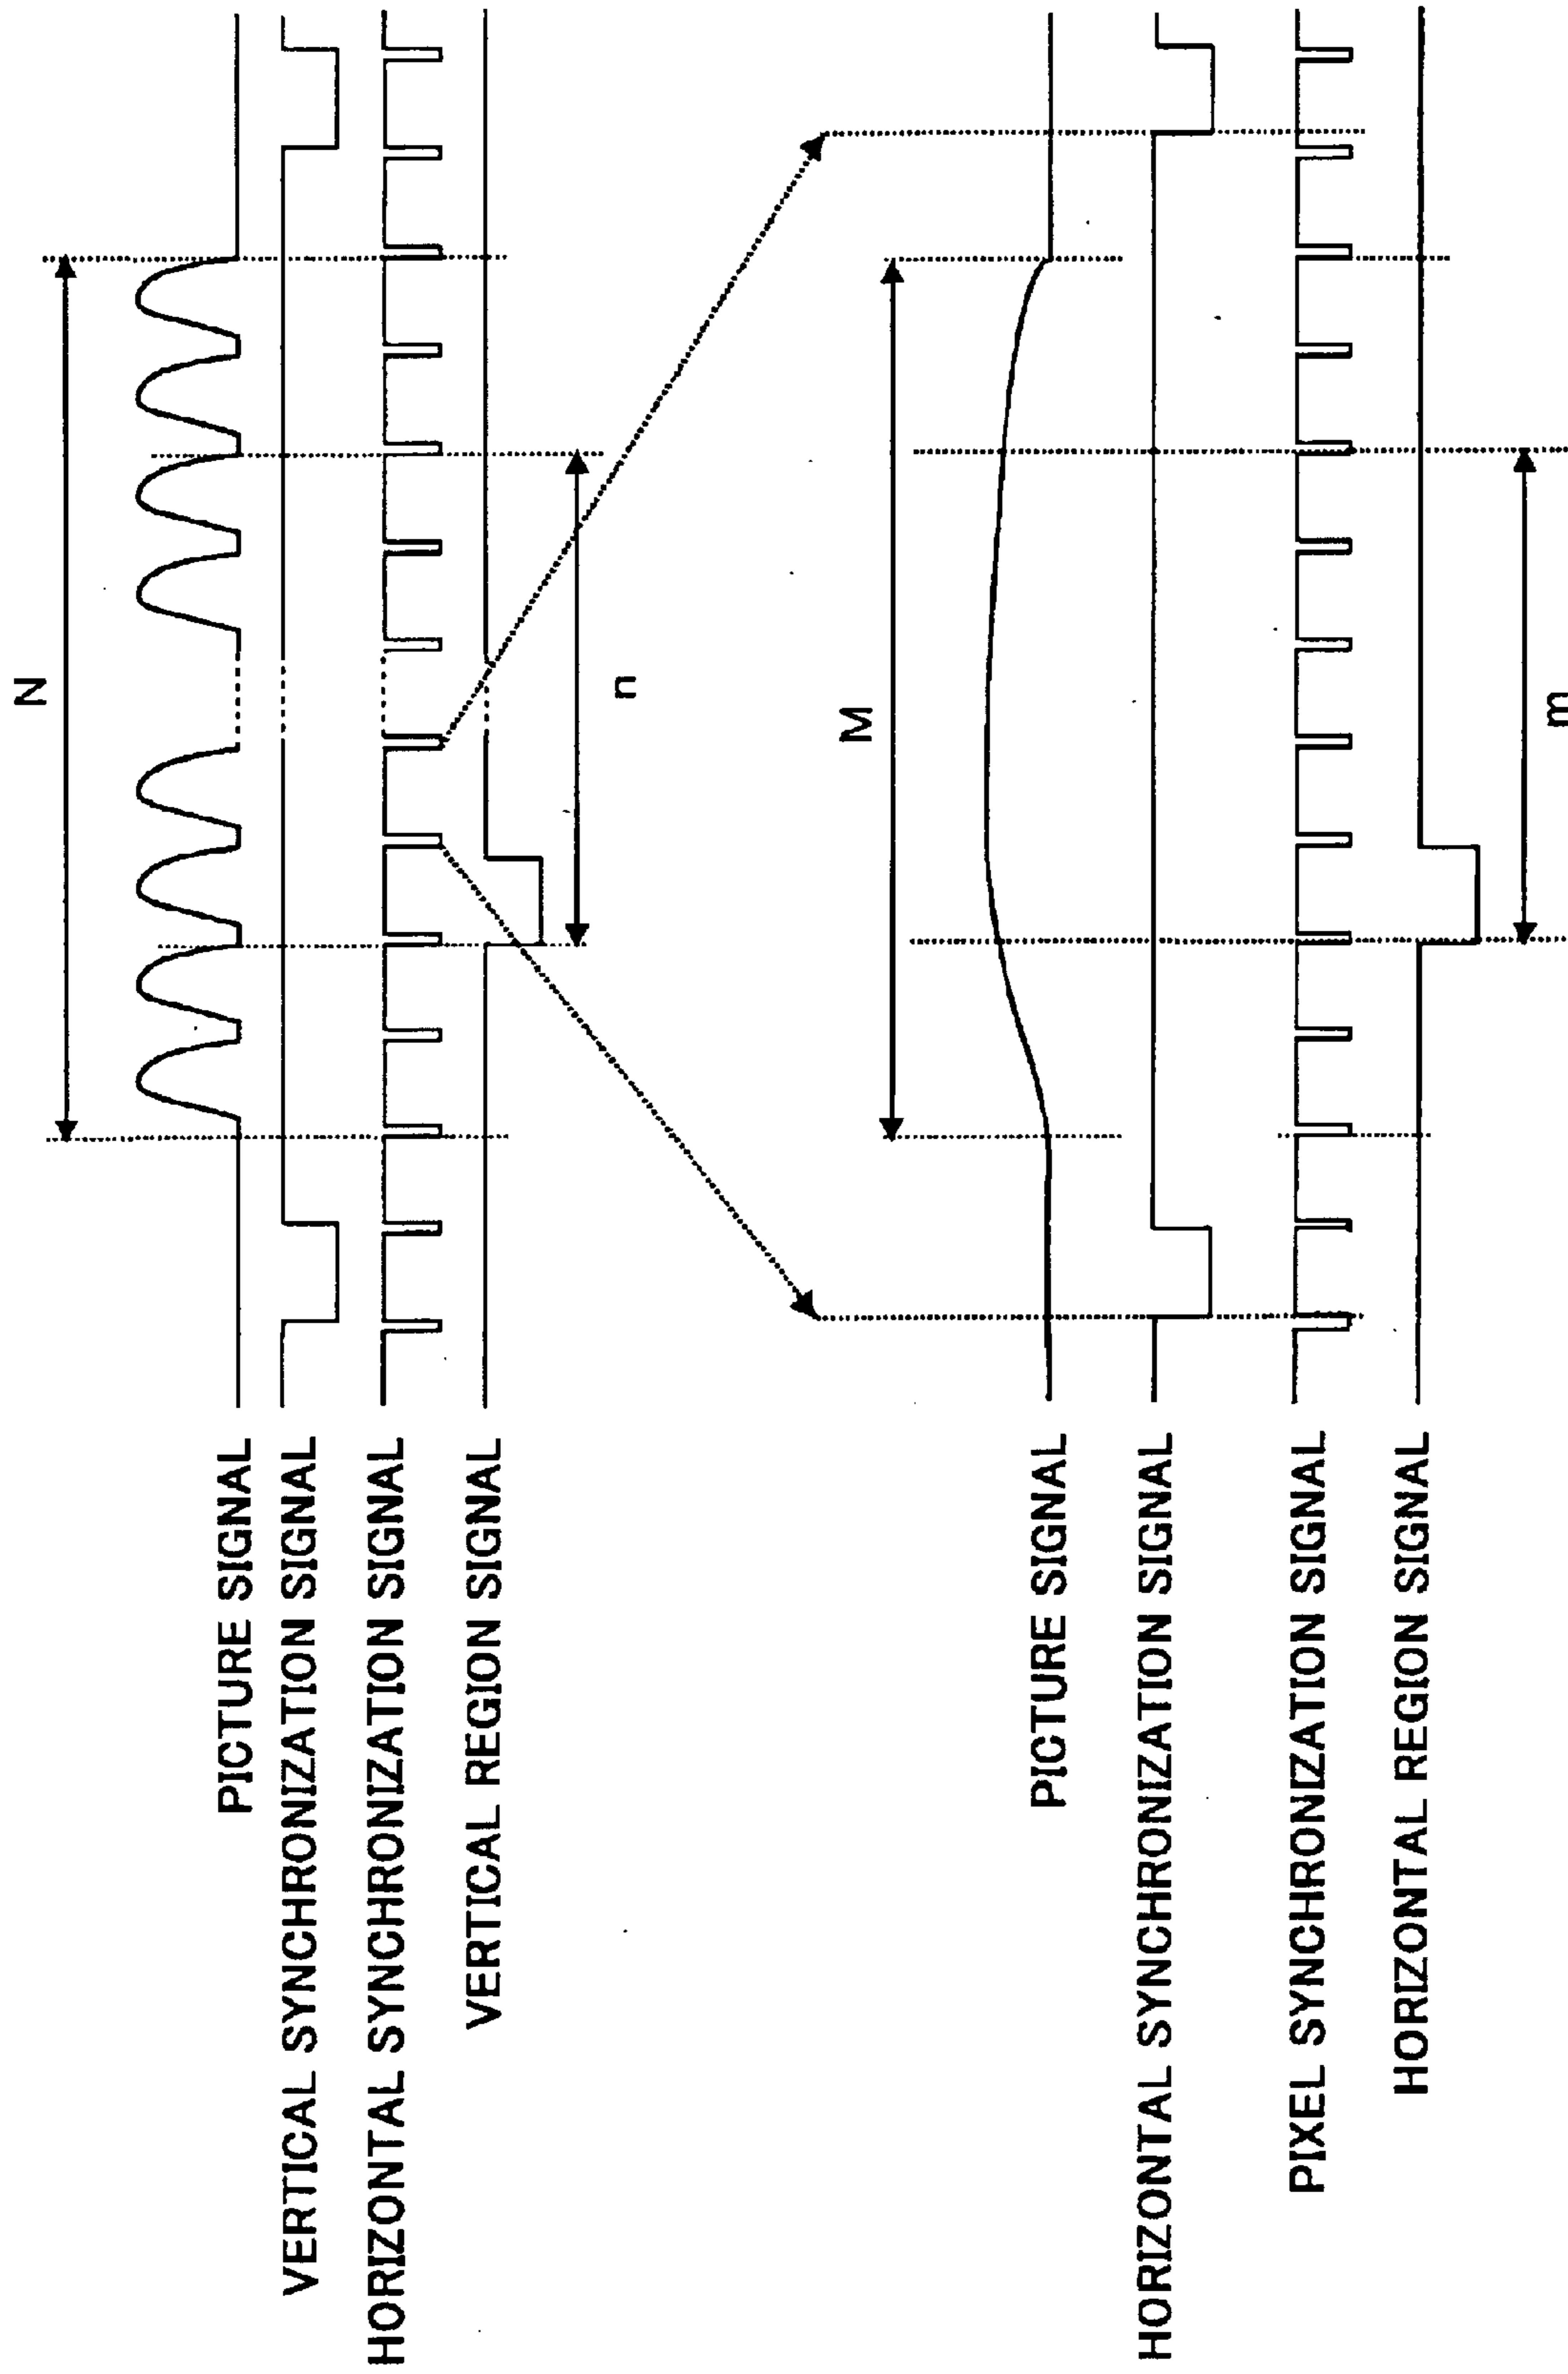 N
PICTURE SIGNAL
VERTICAL SYNCHRONIZATION SIGNAL
HORIZONTAL SYNCHRONIZATION SIGNAL
VERTICAL REGION SIGNAL
n
M
PICTURE SIGNAL
HORIZONTAL SYNCHRONIZATION SIGNAL
PIXEL SYNCHRONIZATION SIGNAL
HORIZONTAL REGION SIGNAL
m